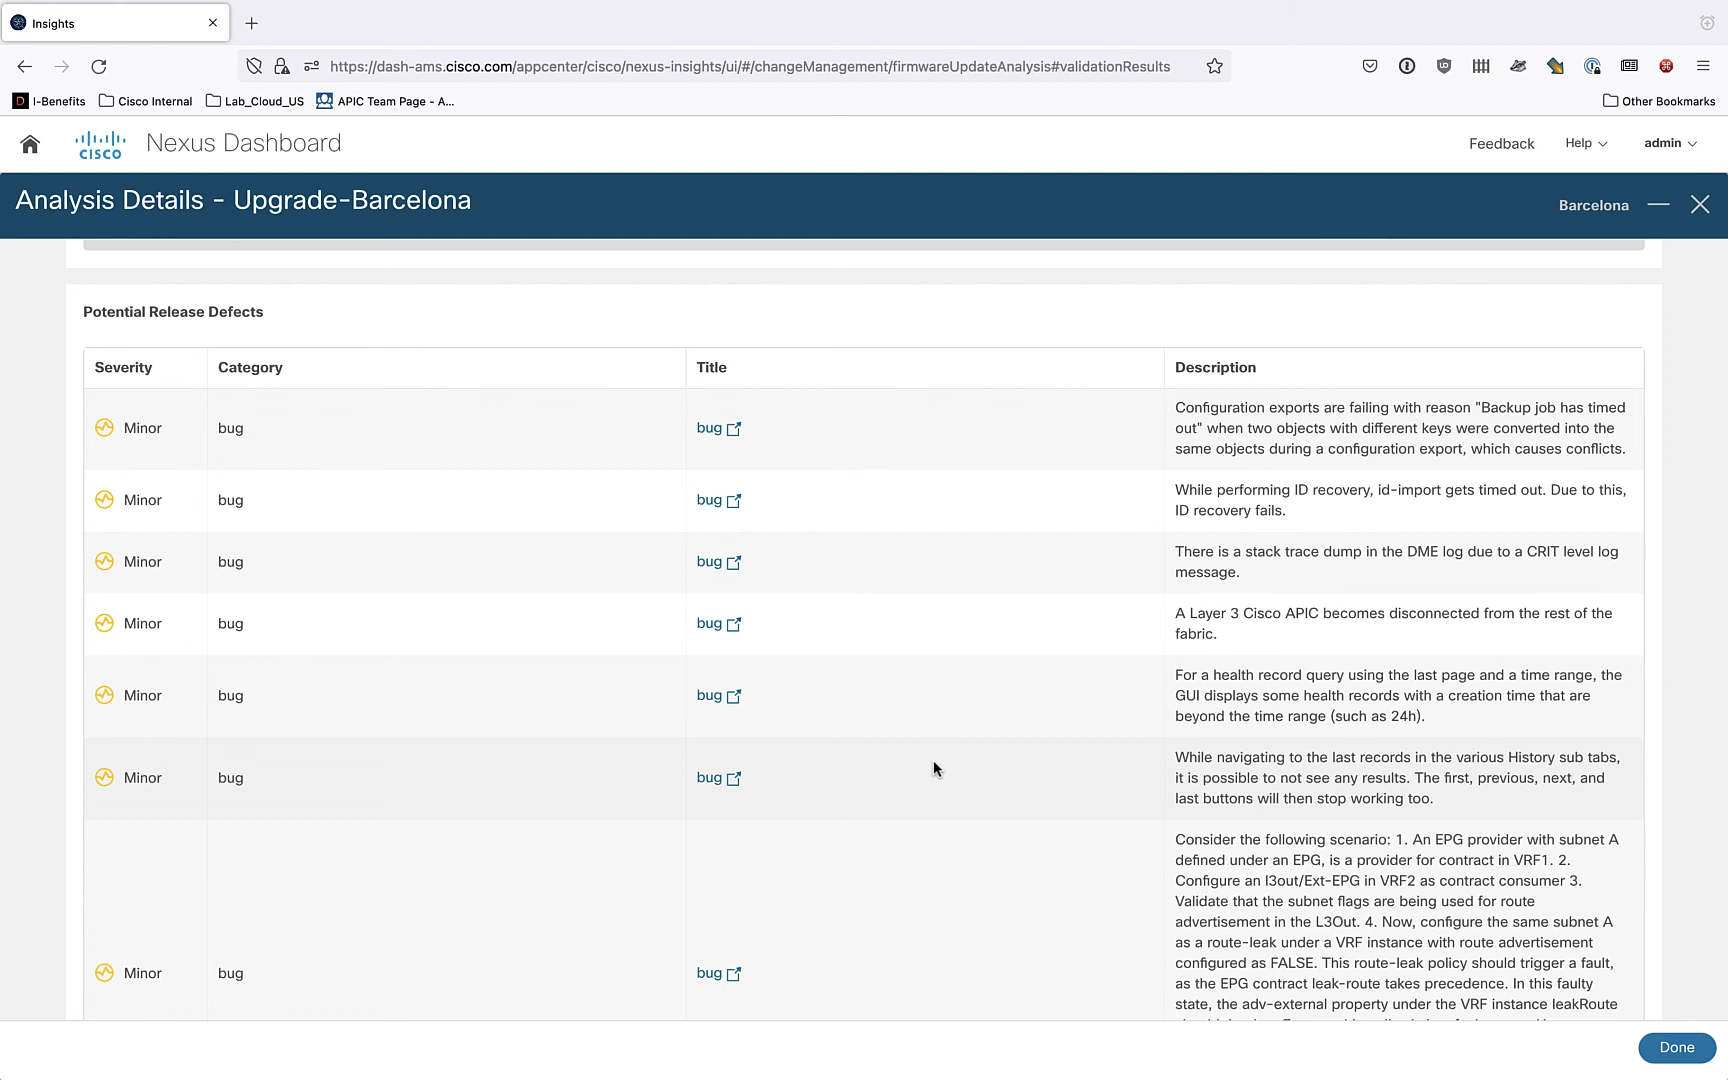 Insights
https://dash-ams.cisco.com/appcenter/cisco/nexus-insights/ui/#/changeManagement/firmwareUpdateAnalysis#validationResults
I-Benefits Cisco Internal Lab_Cloud_US APIC Team Page - A... Other Bookmarks
CISCO Nexus Dashboard Feedback Help admin
Analysis Details - Upgrade-Barcelona Barcelona
Potential Release Defects
Severity Category Title Description
Minor bug bug
Configuration exports are failing with reason "Backup job has timed
out" when two objects with different keys were converted into the
same objects during a configuration export, which causes conflicts.
Minor bug bug
While performing ID recovery, id-import gets timed out. Due to this,
ID recovery fails.
Minor bug bug
There is a stack trace dump in the DME log due to a CRIT level log
message.
Minor bug bug
A Layer 3 Cisco APIC becomes disconnected from the rest of the
fabric.
Minor bug bug
For a health record query using the last page and a time range, the
GUI displays some health records with a creation time that are
beyond the time range (such as 24h).
Minor bug bug
While navigating to the last records in the various History sub tabs,
it is possible to not see any results. The first, previous, next, and
last buttons will then stop working too.
Minor bug bug
Consider the following scenario: 1. An EPG provider with subnet A
defined under an EPG, is a provider for contract in VRF1. 2.
Configure an l3out/Ext-EPG in VRF2 as contract consumer 3.
Validate that the subnet flags are being used for route
advertisement in the L3Out. 4. Now, configure the same subnet A
as a route-leak under a VRF instance with route advertisement
configured as FALSE. This route-leak policy should trigger a fault,
as the EPG contract leak-route takes precedence. In this faulty
state, the adv-external property under the VRF instance leakRoute
Done